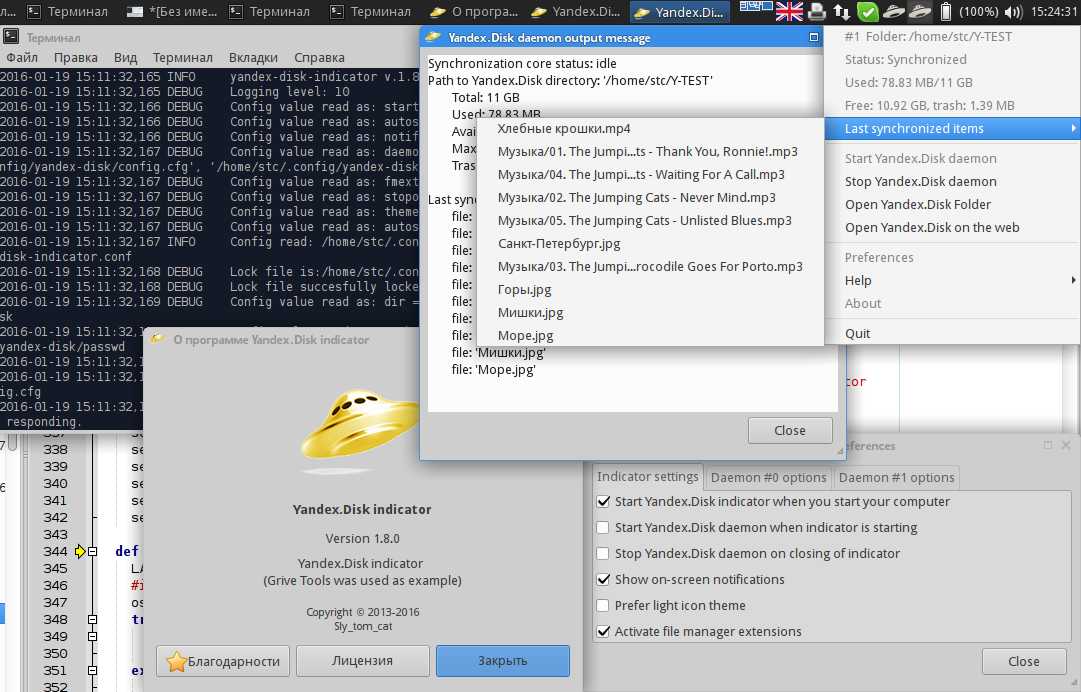 л...
Терминал
*[Без име...
Терминал
Терминал
О програ...
Yandex.Di...
Yandex.Di...
(100%)
15:24:31
Терминал
Файл Правка Вид Терминал Вкладки Справка
2016-01-19 15:11:32,165 INFO yandex-disk-indicator v.1.8
2016-01-19 15:11:32,165 DEBUG Logging level: 10
2016-01-19 15:11:32,166 DEBUG Config value read as: start
2016-01-19 15:11:32,166 DEBUG Config value read as: autos
2016-01-19 15:11:32,166 DEBUG Config value read as: notif
2016-01-19 15:11:32,166 DEBUG Config value read as: daemo
nfig/yandex-disk/config.cfg', '/home/stc/.config/yandex-disk
2016-01-19 15:11:32,167 DEBUG Config value read as: fmext
2016-01-19 15:11:32,167 DEBUG Config value read as: stopo
2016-01-19 15:11:32,167 DEBUG Config value read as: theme
2016-01-19 15:11:32,167 DEBUG Config value read as: autos
2016-01-19 15:11:32,167 INFO Config read: /home/stc/.con
disk-indicator.conf
2016-01-19 15:11:32,168 DEBUG Lock file is:/home/stc/.con
2016-01-19 15:11:32,168 DEBUG Lock file succesfully locke
2016-01-19 15:11:32,169 DEBUG Config value read as: dir =
sk
2016-01-19 15:11:32,1
yandex-disk/passwd
2016-01-19 15:11:32,1
2016-01-19 15:11:32,1
ig.cfg
2016-01-19 15:11:32,1
responding.
Yandex.Disk daemon output message
Synchronization core status: idle
Path to Yandex.Disk directory: '/home/stc/Y-TEST'
Total: 11 GB
Used: 78.83 MB
Avai
Max
Tras
Last syn
file:
file:
file:
file:
file:
file:
file:
file:
file: 'Мишки.jpg'
file: 'Море.jpg'
Close
Хлебные крошки.mp4
Музыка/01. The Jumpi...ts - Thank You, Ronnie!.mp3
Музыка/04. The Jumpi...ts - Waiting For A Call.mp3
Музыка/02. The Jumping Cats - Never Mind.mp3
Музыка/05. The Jumping Cats - Unlisted Blues.mp3
Санкт-Петербург.jpg
Музыка/03. The Jumpi...rocodile Goes For Porto.mp3
Горы.jpg
Мишки.jpg
Море.jpg
#1 Folder: /home/stc/Y-TEST
Status: Synchronized
Used: 78.83 MB/11 GB
Free: 10.92 GB, trash: 1.39 MB
Last synchronized items
Start Yandex.Disk daemon
Stop Yandex.Disk daemon
Open Yandex.Disk Folder
Open Yandex.Disk on the web
Preferences
Help
About
Quit
tor
338 se
339 se
340 se
341 se
342 se
343
344 def
345 LA
346 #i
347 os
348 tr
349
350
351 ex
352
О программе Yandex.Disk indicator
Yandex.Disk indicator
Version 1.8.0
Yandex.Disk indicator
(Grive Tools was used as example)
Copyright © 2013-2016
Sly_tom_cat
Благодарности
Лицензия
Закрыть
eferences
Indicator settings
Daemon #0 options
Daemon #1 options
Start Yandex.Disk indicator when you start your computer
Start Yandex.Disk daemon when indicator is starting
Stop Yandex.Disk daemon on closing of indicator
Show on-screen notifications
Prefer light icon theme
Activate file manager extensions
Close